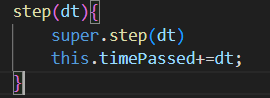 step(dt){
    super.step(dt)
    this.timePassed+=dt;
}